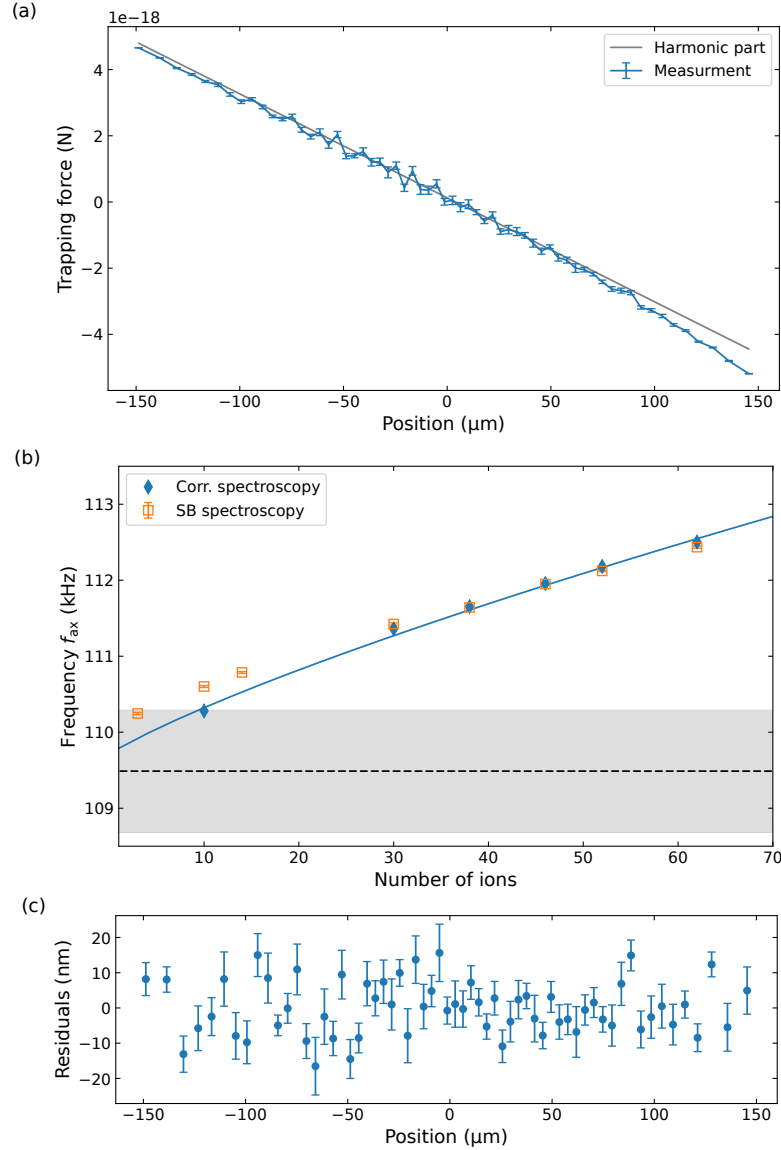 (a)
1e−18
Trapping force (N)
4
2
0
−2
−4
Harmonic part
Measurment
−150 −100 −50 0 50 100 150
Position (μm)
(b)
Frequency fax (kHz)
113
112
111
110
109
Corr. spectroscopy
SB spectroscopy
10 20 30 40 50 60 70
Number of ions
(c)
Residuals (nm)
20
10
0
−10
−20
−150 −100 −50 0 50 100 150
Position (μm)